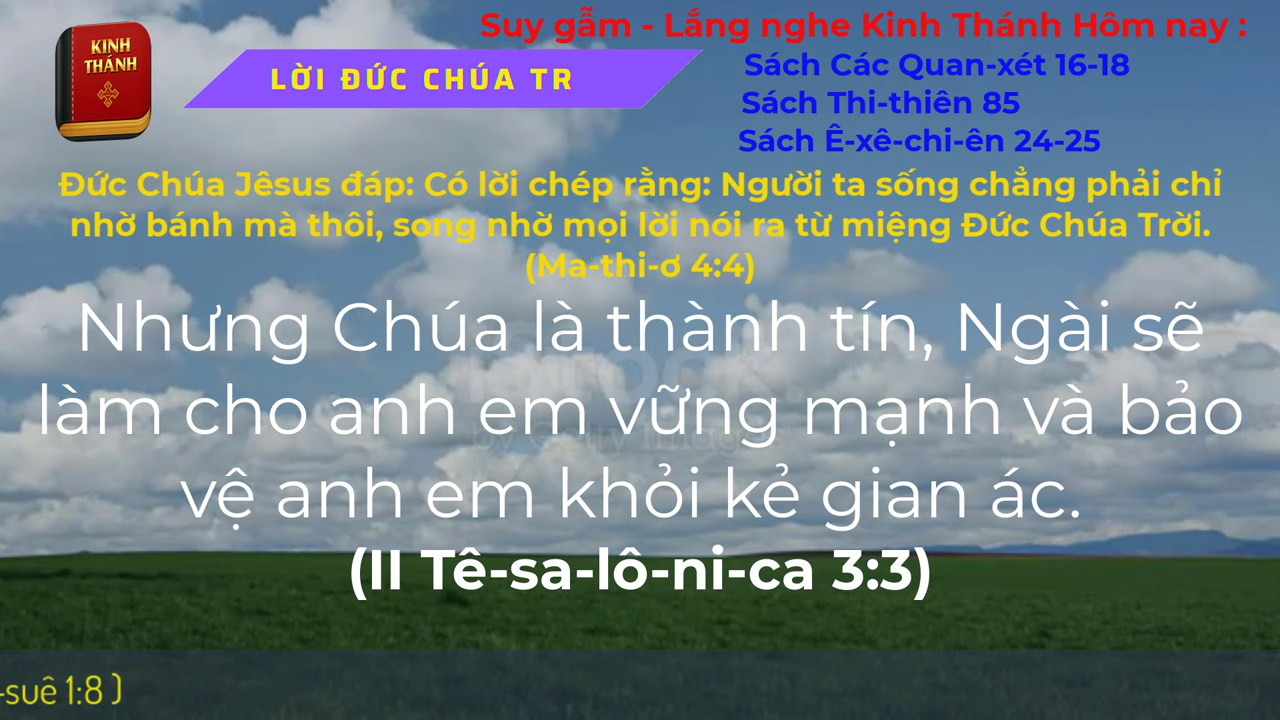 Suy gẫm - Lắng nghe Kinh Thánh Hôm nay :
KINH
THÁNH
LỜI ĐỨC CHÚA TR
Sách Các Quan-xét 16-18
Sách Thi-thiên 85
Sách Ê-xê-chi-ên 24-25
Đức Chúa Jêsus đáp: Có lời chép rằng: Người ta sống chẳng phải chỉ
nhờ bánh mà thôi, song nhờ mọi lời nói ra từ miệng Đức Chúa Trời.
(Ma-thi-ơ 4:4)
Nhưng Chúa là thành tín, Ngài sẽ
làm cho anh em vững mạnh và bảo
vệ anh em khỏi kẻ gian ác.
(II Tê-sa-lô-ni-ca 3:3)
iStock
by Getty Images
-suê 1:8 )